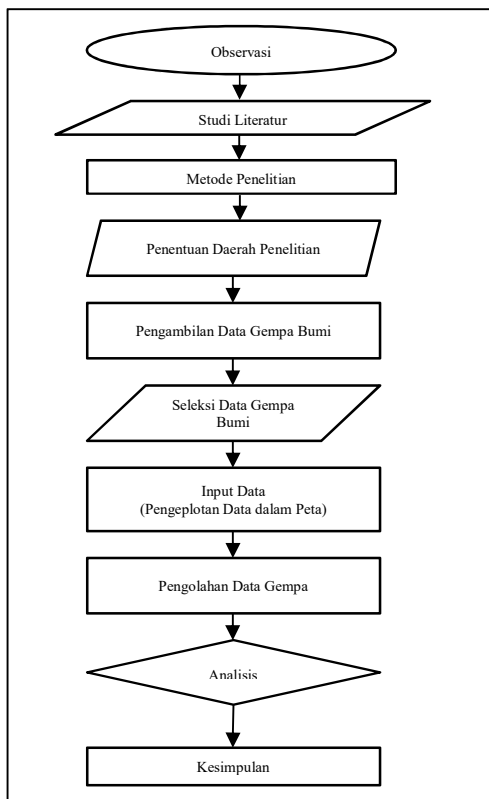 Observasi
Studi Literatur
Metode Penelitian
Penentuan Daerah Penelitian
Pengambilan Data Gempa Bumi
Seleksi Data Gempa
Bumi
Input Data
(Pengeplotan Data dalam Peta)
Pengolahan Data Gempa
Analisis
Kesimpulan